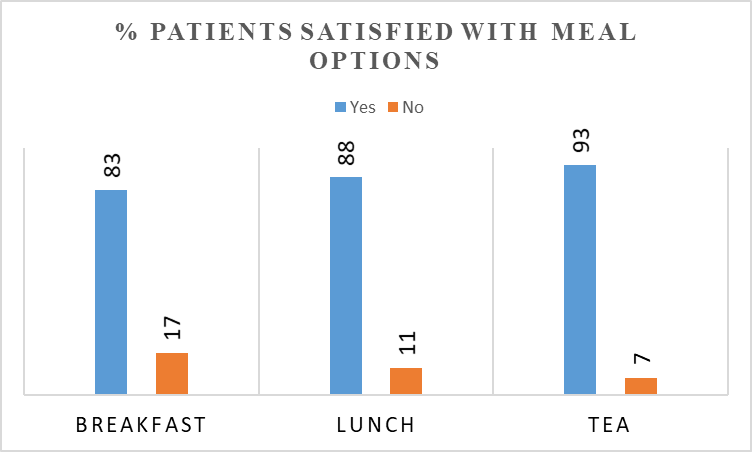 % PATIENTS SATISFIED WITH MEAL
OPTIONS
Yes No
83 17 88 11 93 7
BREAKFAST LUNCH TEA